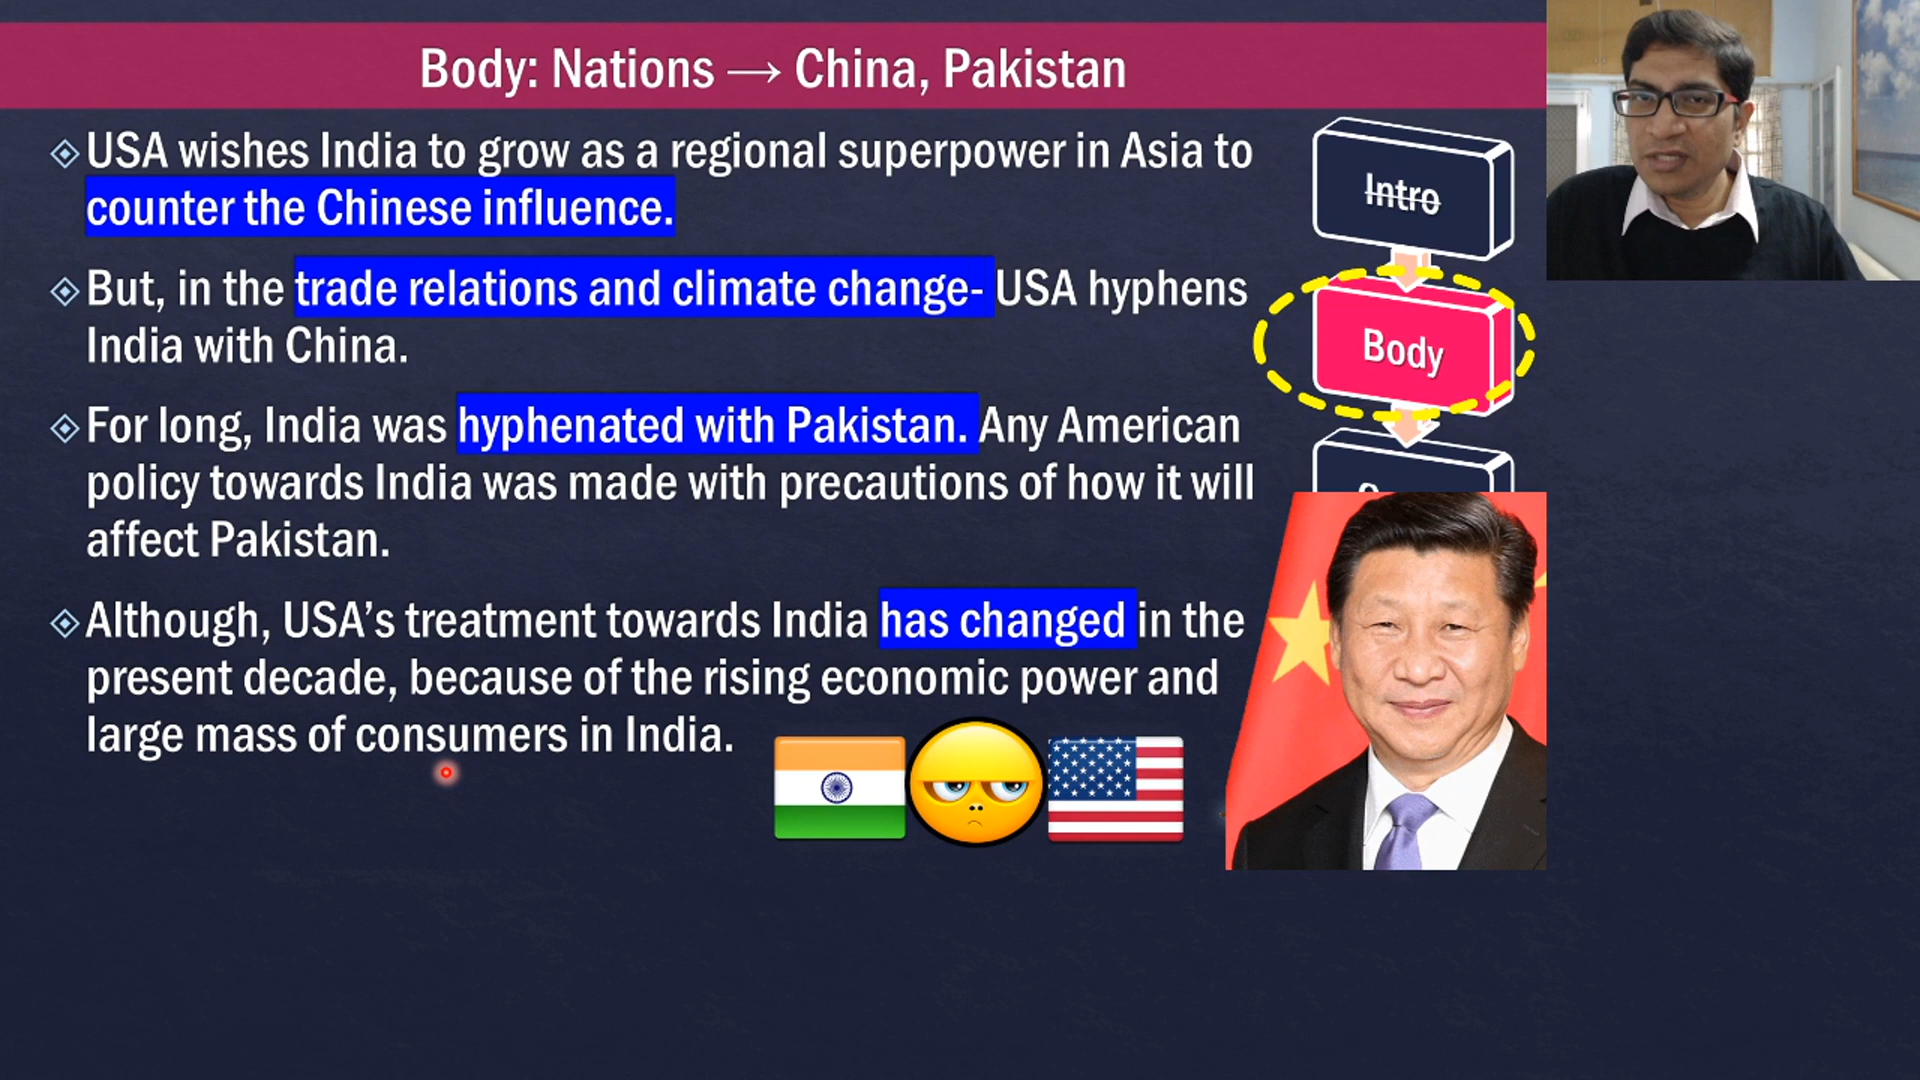 Body: Nations → China, Pakistan
USA wishes India to grow as a regional superpower in Asia to
counter the Chinese influence.
But, in the trade relations and climate change- USA hyphens
India with China.
For long, India was hyphenated with Pakistan. Any American
policy towards India was made with precautions of how it will
affect Pakistan.
Although, USA’s treatment towards India has changed in the
present decade, because of the rising economic power and
large mass of consumers in India.
Intro
Body